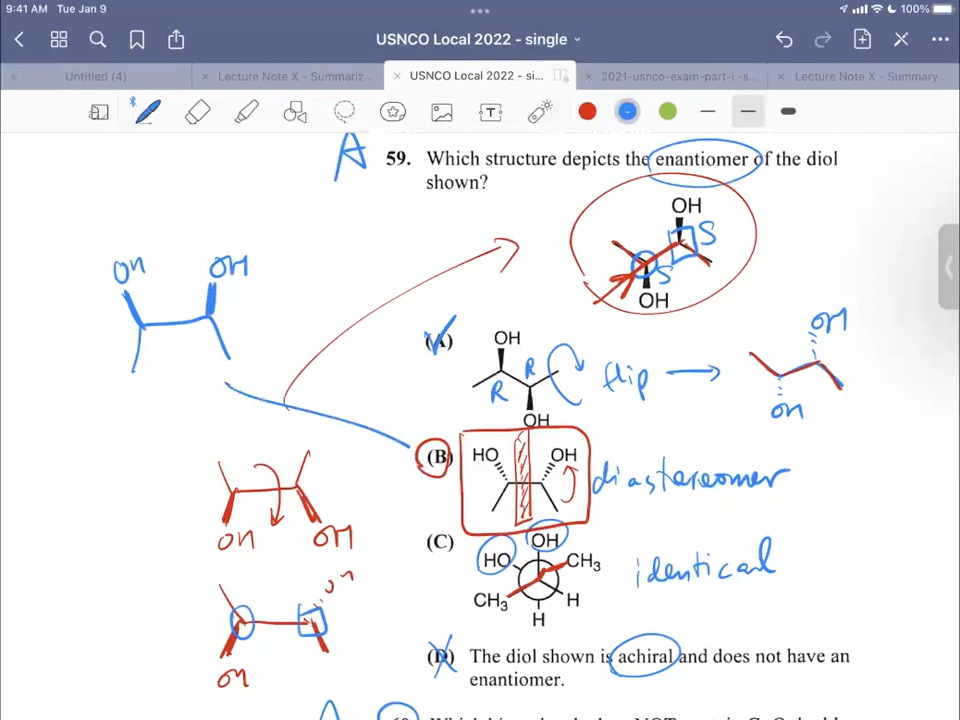 9:41 AM Tue Jan 9
100%
USNCO Local 2022 - single
Untitled (4)
Lecture Note X - Summariz...
USNCO Local 2022 - si...
2021-usnco-exam-part-i -s...
Lecture Note X - Summary...
A
59. Which structure depicts the enantiomer of the diol
shown?
OH
S
S
OH
OH
OH
(A)
OH
R
R
OH
flip
OH
OH
(B)
HO
OH
diastereomer
(C)
HO
OH
CH3
CH3
H
H
identical
OH
OH
OH
OH
(D) The diol shown is achiral and does not have an
enantiomer.
A